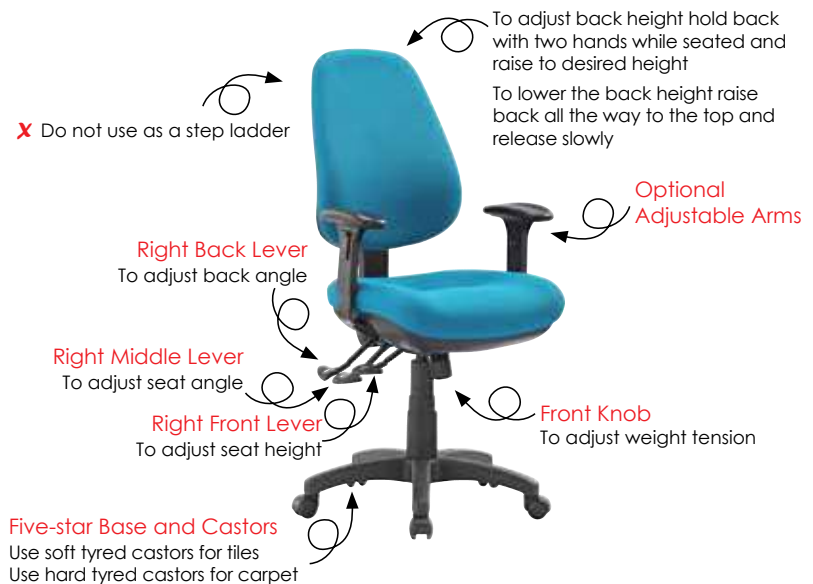 To adjust back height hold back
with two hands while seated and
raise to desired height
To lower the back height raise
back all the way to the top and
release slowly
✘ Do not use as a step ladder
Optional
Adjustable Arms
Right Back Lever
To adjust back angle
Right Middle Lever
To adjust seat angle
Right Front Lever
To adjust seat height
Front Knob
To adjust weight tension
Five-star Base and Castors
Use soft tyred castors for tiles
Use hard tyred castors for carpet